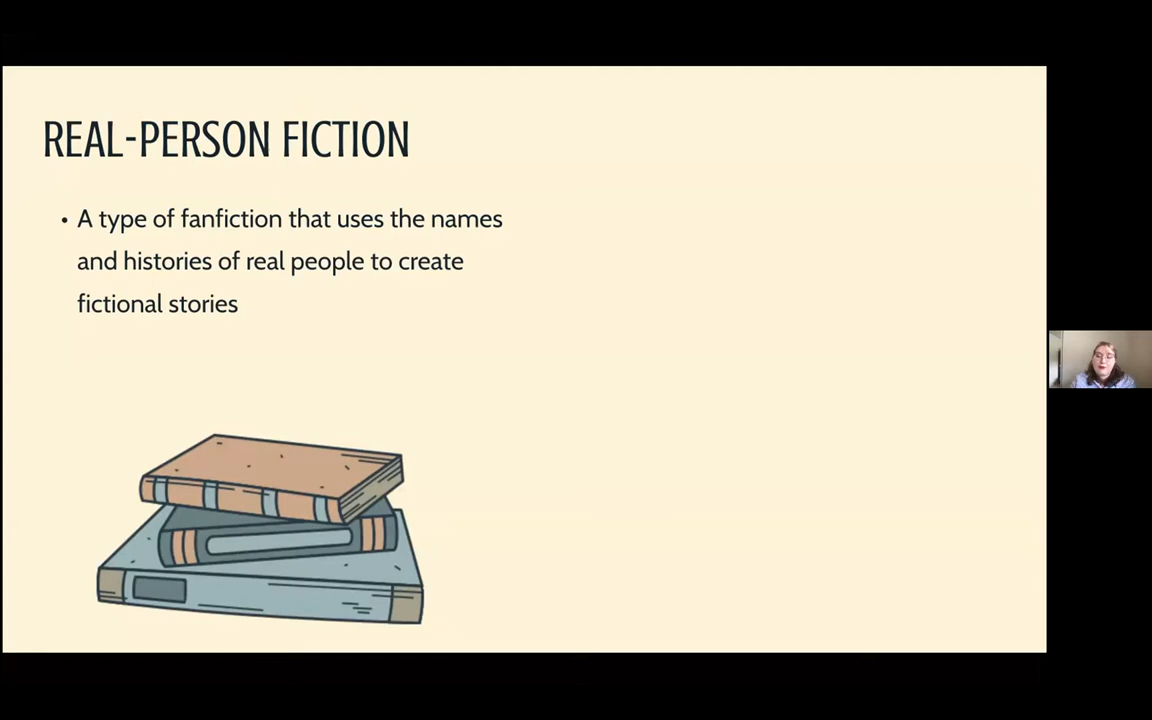 REAL-PERSON FICTION
• A type of fanfiction that uses the names
and histories of real people to create
fictional stories